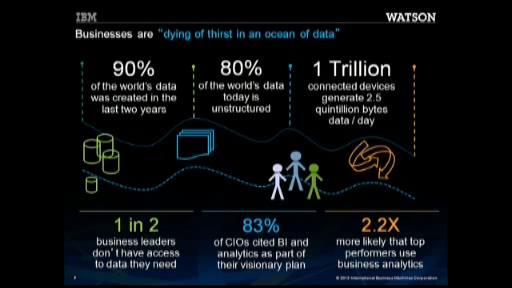 IBM
WATSON
Businesses are "dying of thirst in an ocean of data"
90%
of the world's data
was created in the
last two years
80%
of the world's data
today is
unstructured
1 Trillion
connected devices
generate 2.5
quintillion bytes
data / day
1 in 2
business leaders
don't have access
to data they need
83%
of CIOs cited BI and
analytics as part of
their visionary plan
2.2X
more likely that top
performers use
business analytics
© 2013 International Business Machines Corporation